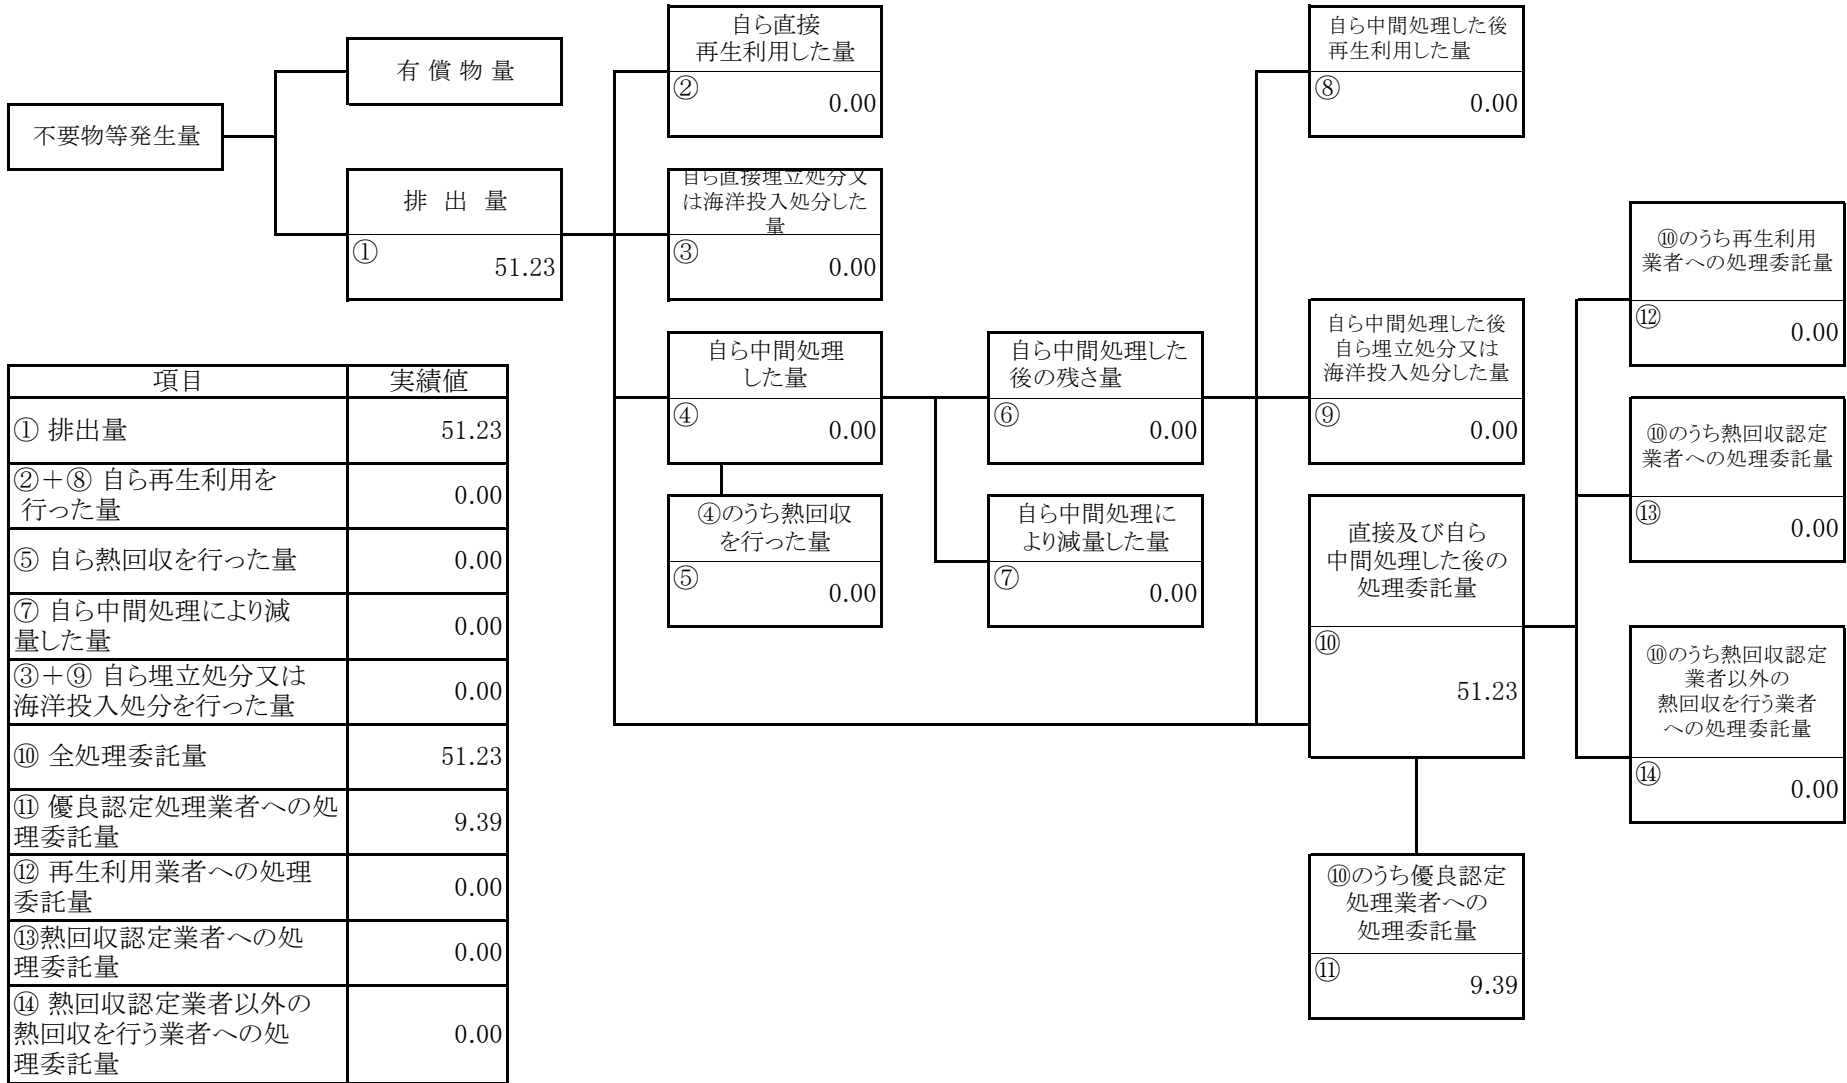 不要物等発生量
有償物量
排出量
①
51.23
自ら直接
再生利用した量
②
0.00
自ら直接埋立処分又
は海洋投入処分した
量
③
0.00
自ら中間処理
した量
④
0.00
④のうち熱回収
を行った量
⑤
0.00
自ら中間処理した
後の残さ量
⑥
0.00
自ら中間処理に
より減量した量
⑦
0.00
自ら中間処理した後
再生利用した量
⑧
0.00
自ら中間処理した後
自ら埋立処分又は
海洋投入処分した量
⑨
0.00
直接及び自ら
中間処理した後の
処理委託量
⑩
51.23
⑩のうち優良認定
処理業者への
処理委託量
⑪
9.39
⑩のうち再生利用
業者への処理委託量
⑫
0.00
⑩のうち熱回収認定
業者への処理委託量
⑬
0.00
⑩のうち熱回収認定
業者以外の
熱回収を行う業者
への処理委託量
⑭
0.00
項目 実績値
① 排出量 51.23
②+⑧ 自ら再生利用を
行った量 0.00
⑤ 自ら熱回収を行った量 0.00
⑦ 自ら中間処理により減
量した量 0.00
③+⑨ 自ら埋立処分又は
海洋投入処分を行った量 0.00
⑩ 全処理委託量 51.23
⑪ 優良認定処理業者への処
理委託量 9.39
⑫ 再生利用業者への処理
委託量 0.00
⑬熱回収認定業者への処
理委託量 0.00
⑭ 熱回収認定業者以外の
熱回収を行う業者への処
理委託量 0.00